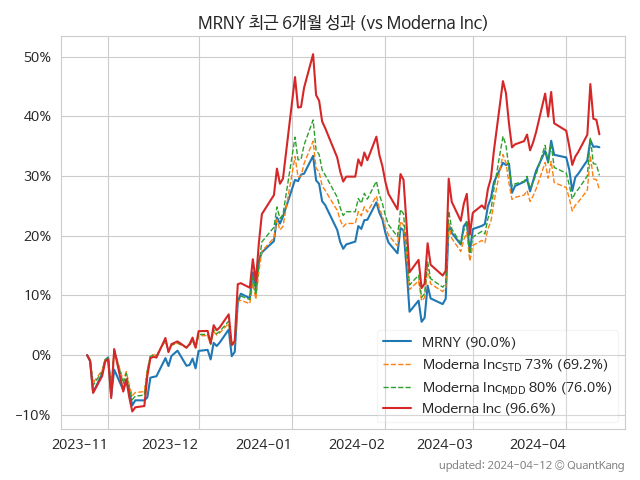 MRNY 최근 6개월 성과 (vs Moderna Inc)
50%
40%
30%
20%
10%
0%
−10%
MRNY (90.0%)
Moderna Inc_STD 73% (69.2%)
Moderna Inc_MDD 80% (76.0%)
Moderna Inc (96.6%)
2023-11 2023-12 2024-01 2024-02 2024-03 2024-04
updated: 2024-04-12 © QuantKang